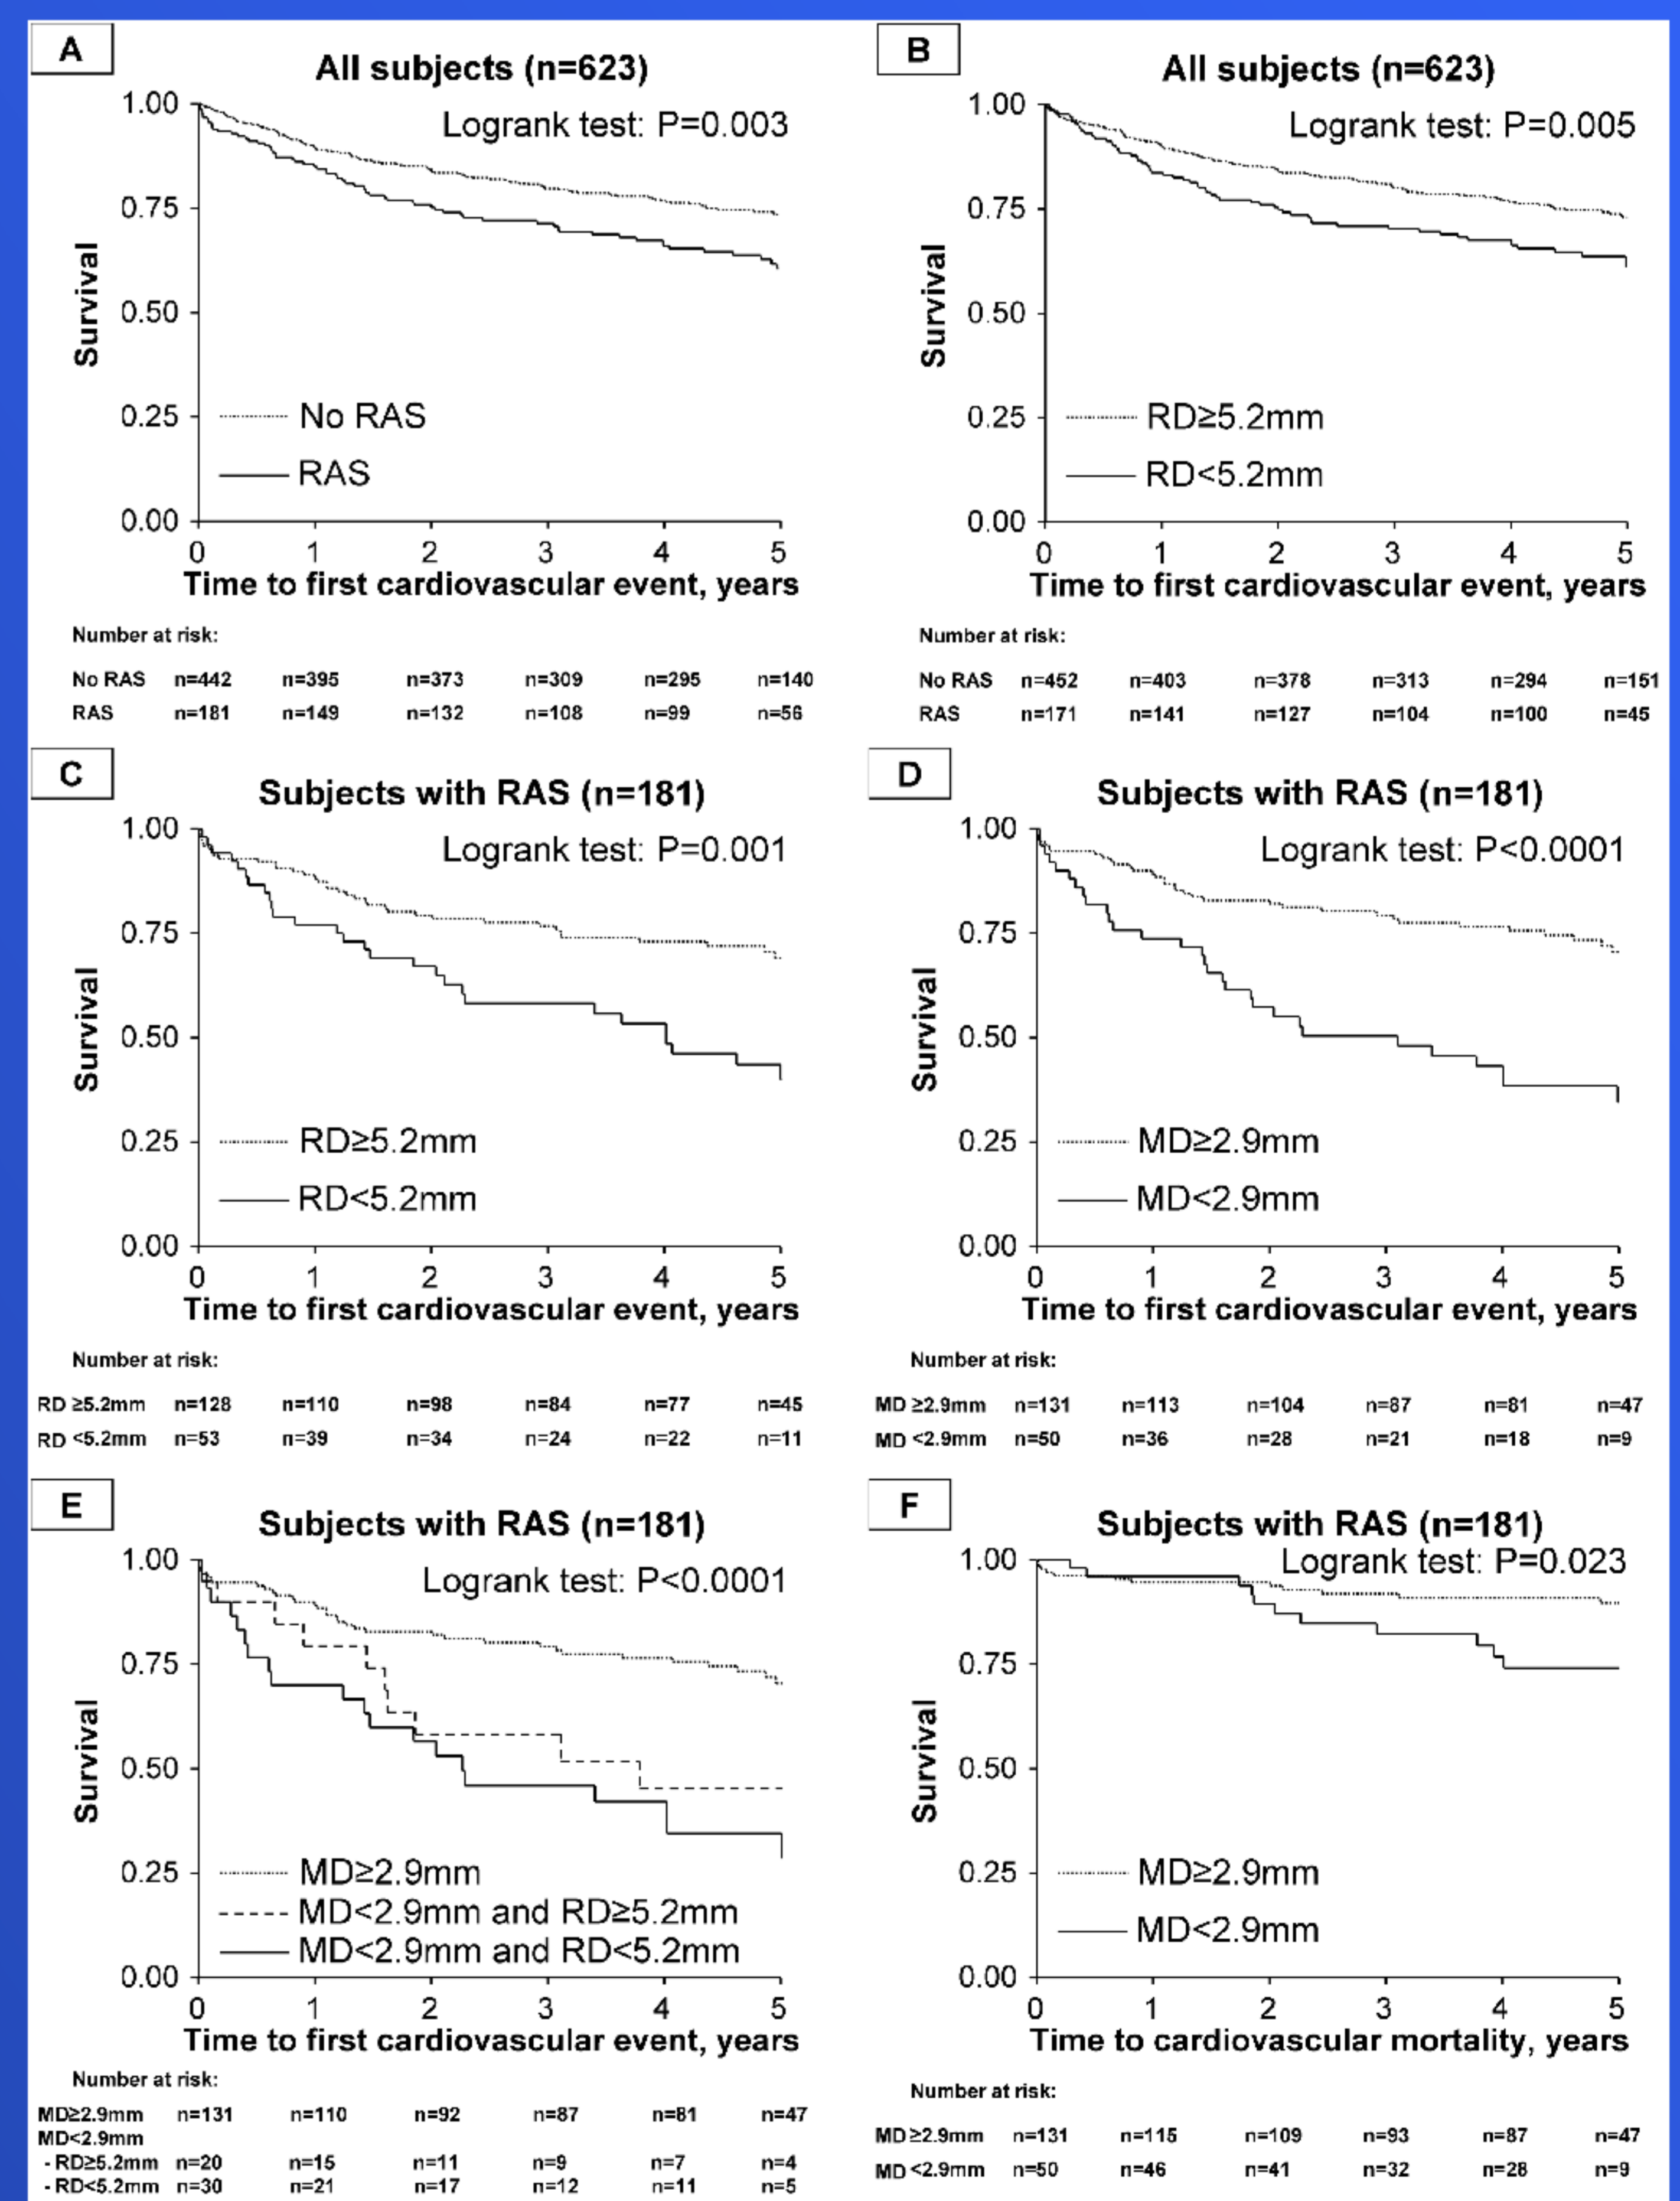 A
All subjects (n=623)
Logrank test: P=0.003
1.00
0.75
0.50
0.25
0.00
Survival
No RAS
RAS
0 1 2 3 4 5
Time to first cardiovascular event, years
Number at risk:
No RAS n=442 n=395 n=373 n=309 n=295 n=140
RAS n=181 n=149 n=132 n=108 n=99 n=56
B
All subjects (n=623)
Logrank test: P=0.005
1.00
0.75
0.50
0.25
0.00
Survival
RD≥5.2mm
RD<5.2mm
0 1 2 3 4 5
Time to first cardiovascular event, years
Number at risk:
No RAS n=452 n=403 n=378 n=313 n=294 n=151
RAS n=171 n=141 n=127 n=104 n=100 n=45
C
Subjects with RAS (n=181)
Logrank test: P=0.001
1.00
0.75
0.50
0.25
0.00
Survival
RD≥5.2mm
RD<5.2mm
0 1 2 3 4 5
Time to first cardiovascular event, years
Number at risk:
RD ≥5.2mm n=128 n=110 n=98 n=84 n=77 n=45
RD <5.2mm n=53 n=39 n=34 n=24 n=22 n=11
D
Subjects with RAS (n=181)
Logrank test: P<0.0001
1.00
0.75
0.50
0.25
0.00
Survival
MD≥2.9mm
MD<2.9mm
0 1 2 3 4 5
Time to first cardiovascular event, years
Number at risk:
MD ≥2.9mm n=131 n=113 n=104 n=87 n=81 n=47
MD <2.9mm n=50 n=36 n=28 n=21 n=18 n=9
E
Subjects with RAS (n=181)
Logrank test: P<0.0001
1.00
0.75
0.50
0.25
0.00
Survival
MD≥2.9mm
MD<2.9mm and RD≥5.2mm
MD<2.9mm and RD<5.2mm
0 1 2 3 4 5
Time to first cardiovascular event, years
Number at risk:
MD≥2.9mm n=131 n=110 n=92 n=87 n=81 n=47
MD<2.9mm
- RD≥5.2mm n=20 n=15 n=11 n=9 n=7 n=4
- RD<5.2mm n=30 n=21 n=17 n=12 n=11 n=5
F
Subjects with RAS (n=181)
Logrank test: P=0.023
1.00
0.75
0.50
0.25
0.00
Survival
MD≥2.9mm
MD<2.9mm
0 1 2 3 4 5
Time to cardiovascular mortality, years
Number at risk:
MD ≥2.9mm n=131 n=115 n=109 n=93 n=87 n=47
MD <2.9mm n=50 n=46 n=41 n=32 n=28 n=9